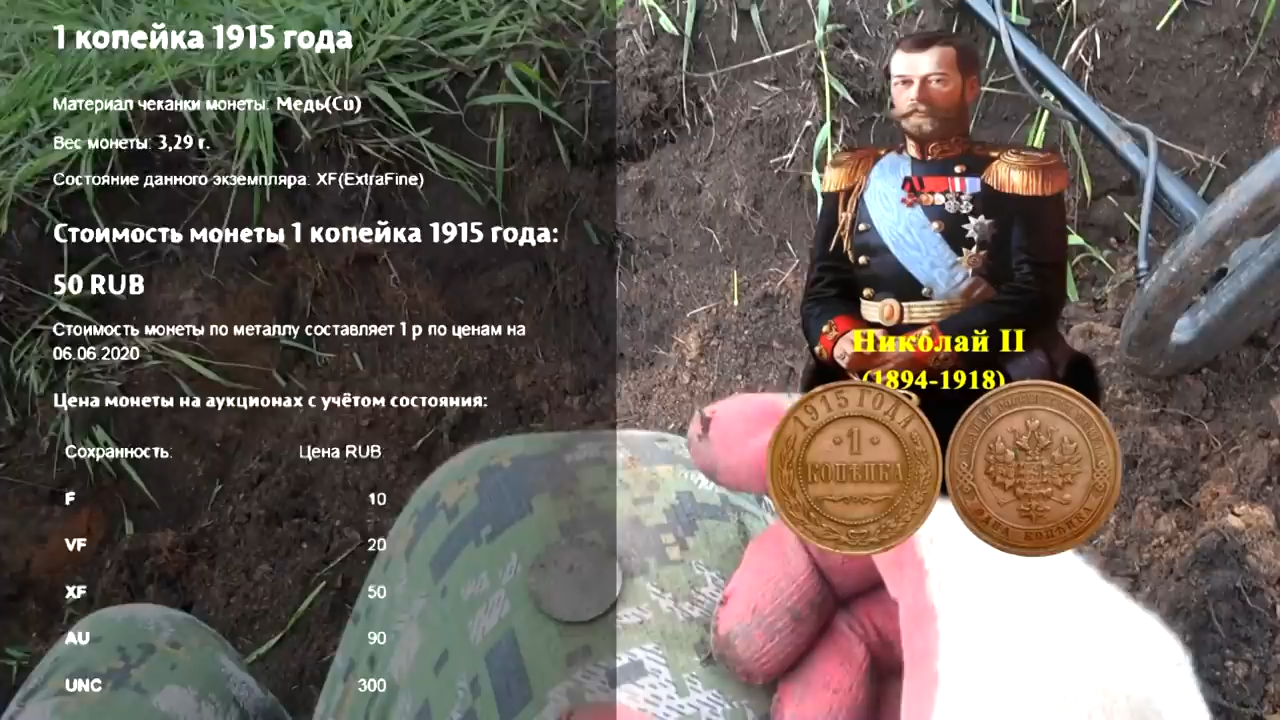 1 копейка 1915 года
Материал чеканки монеты: Медь(Cu)
Вес монеты: 3,29 г.
Состояние данного экземпляра: XF(ExtraFine)
Стоимость монеты 1 копейка 1915 года:
50 RUB
Стоимость монеты по металлу составляет 1 р по ценам на
06.06.2020
Цена монеты на аукционах с учётом состояния:
Сохранность: Цена RUB
F 10
VF 20
XF 50
AU 90
UNC 300
Николай II
(1894-1918)
1915 ГОДА
1
КОПѢЙКА
ОДНА КОПѢЙКА